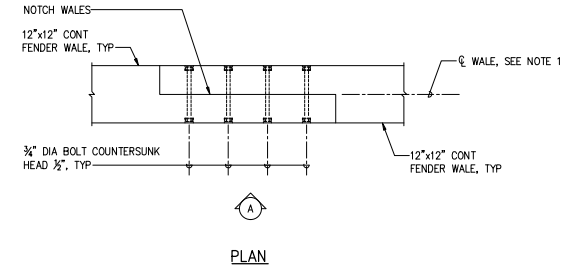 NOTCH WALES
12"x12" CONT
FENDER WALE, TYP
℄ WALE, SEE NOTE 1
¾" DIA BOLT COUNTERSUNK
HEAD ½", TYP
12"x12" CONT
FENDER WALE, TYP
A
PLAN